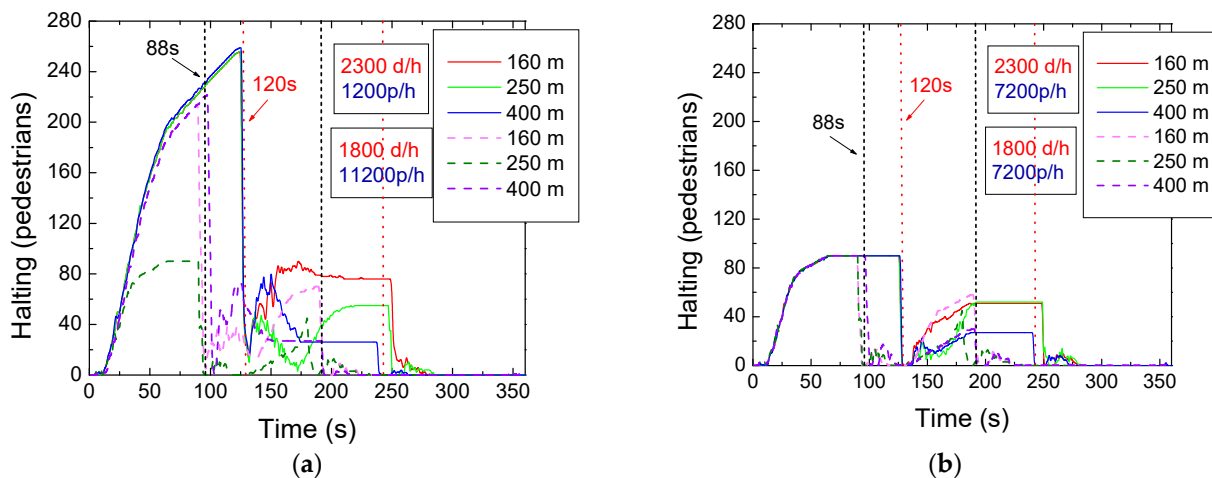 280
240
200
160
120
80
40
0
Halting (pedestrians)
88s
120s
2300 d/h
1200p/h
1800 d/h
11200p/h
160 m
250 m
400 m
160 m
250 m
400 m
0 50 100 150 200 250 300 350
Time (s)
(a)
280
240
200
160
120
80
40
0
Halting (pedestrians)
88s
120s
2300 d/h
7200p/h
1800 d/h
7200p/h
160 m
250 m
400 m
160 m
250 m
400 m
0 50 100 150 200 250 300 350
Time (s)
(b)